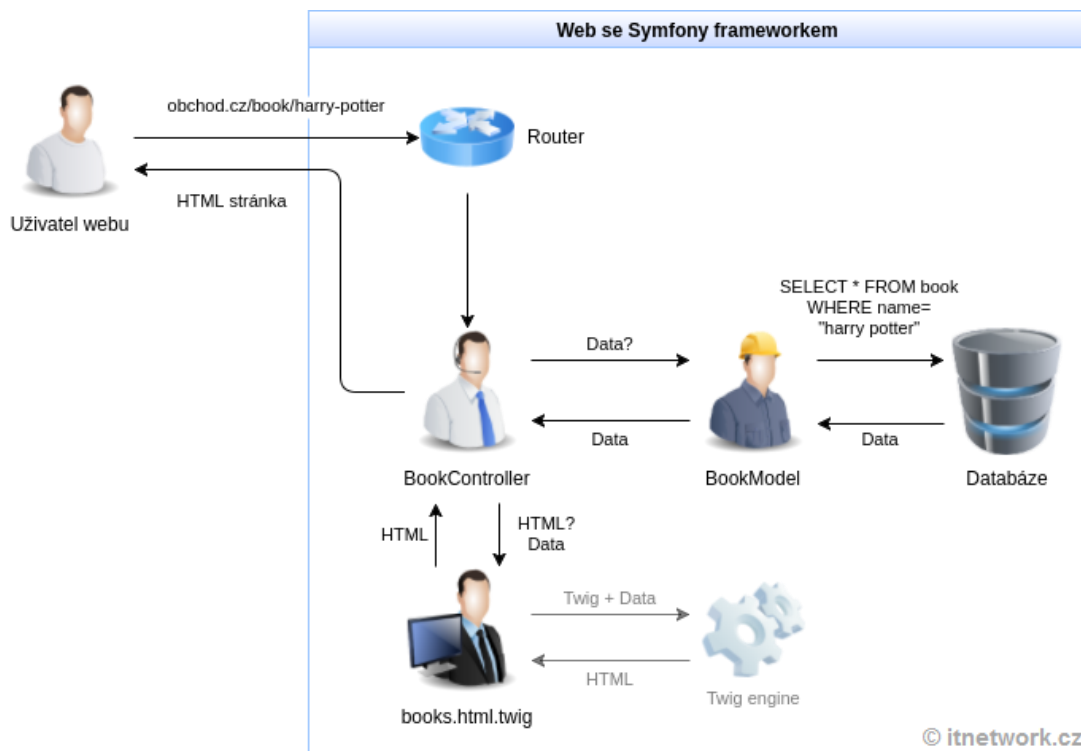 Web se Symfony frameworkem
obchod.cz/book/harry-potter
Router
HTML stránka
Uživatel webu
SELECT * FROM book
WHERE name=
"harry potter"
Data?
Data
Data
BookController
BookModel
Databáze
HTML
HTML?
Data
Twig + Data
HTML
books.html.twig
Twig engine
© itnetwork.cz